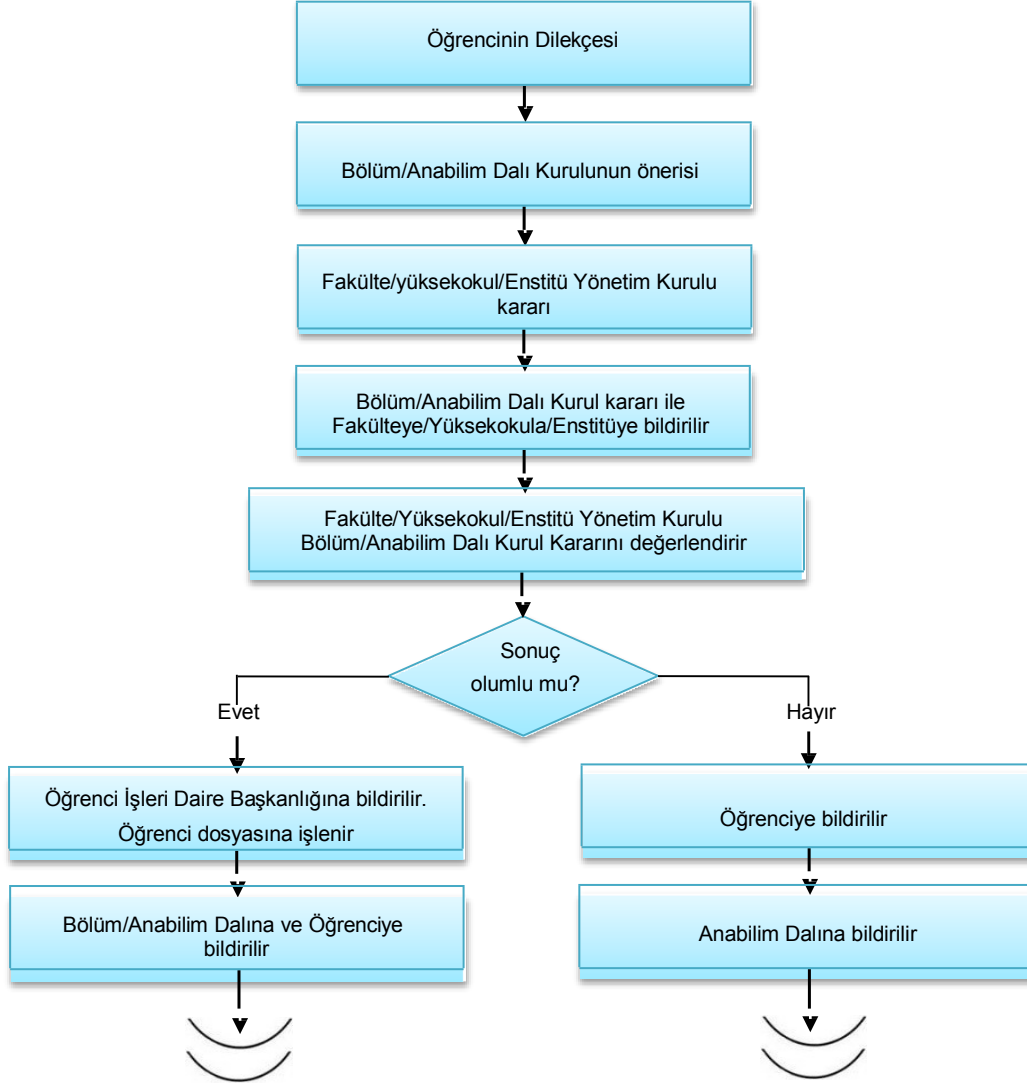 Öğrencinin Dilekçesi
Bölüm/Anabilim Dalı Kurulunun önerisi
Fakülte/yüksekokul/Enstitü Yönetim Kurulu
kararı
Bölüm/Anabilim Dalı Kurul kararı ile
Fakülteye/Yüksekokula/Enstitüye bildirilir
Fakülte/Yüksekokul/Enstitü Yönetim Kurulu
Bölüm/Anabilim Dalı Kurul Kararını değerlendirir
Sonuç
olumlu mu?
Evet
Hayır
Öğrenci İşleri Daire Başkanlığına bildirilir.
Öğrenci dosyasına işlenir
Öğrenciye bildirilir
Bölüm/Anabilim Dalına ve Öğrenciye
bildirilir
Anabilim Dalına bildirilir